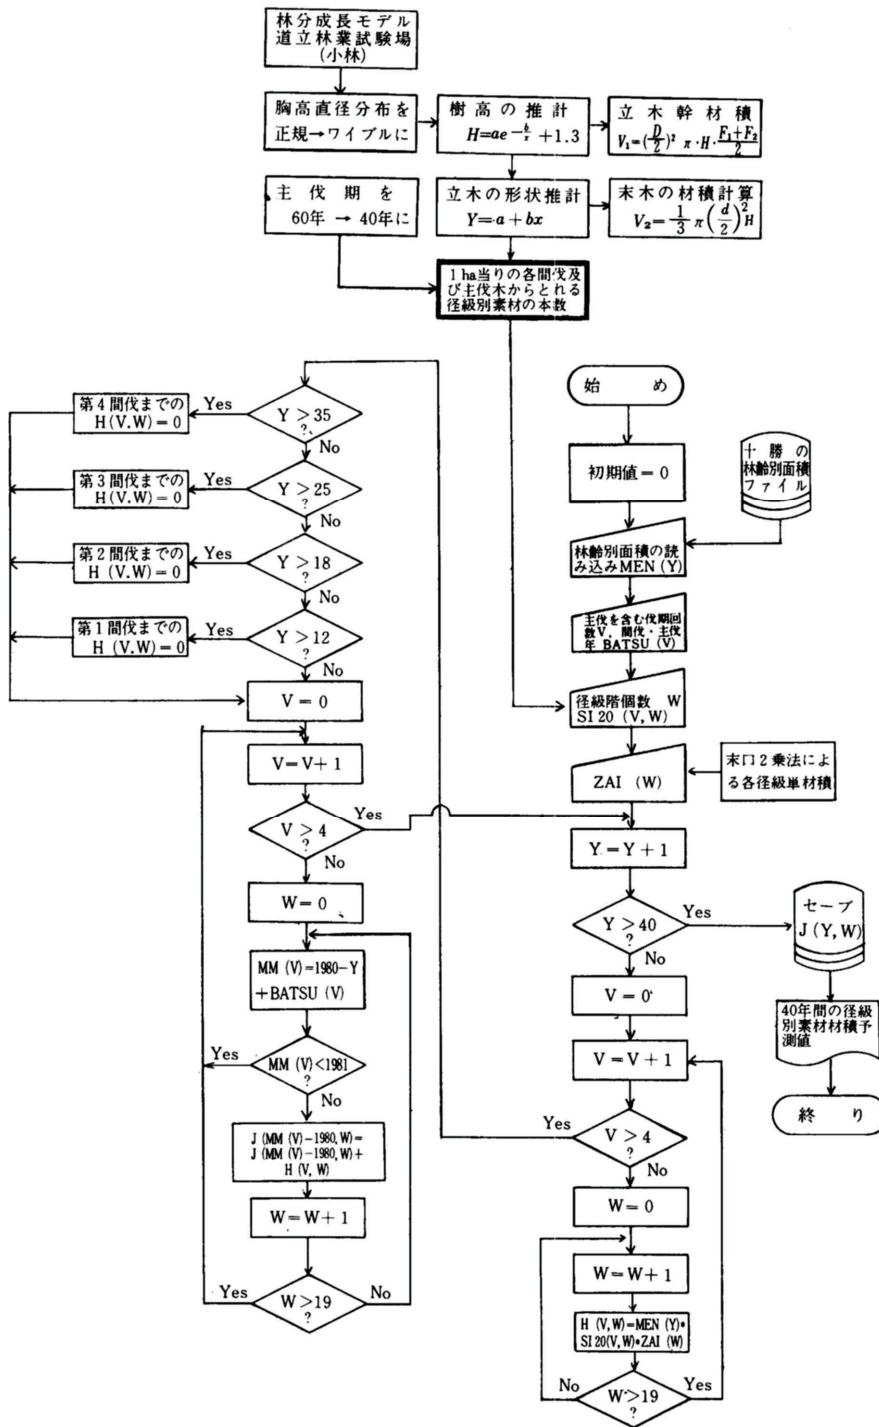 林分成長モデル
道立林業試験場
(小林)
胸高直径分布を
正規→ワイブルに
樹高の推計
H=ae^{-b/x}+1.3
立木幹材積
V₁=(D/2)² π·H·(F₁+F₂)/2
主伐期を
60年 → 40年に
立木の形状推計
Y=a+bx
末木の材積計算
V₂=1/3 π(d/2)²H
1ha当りの各間伐及
び主伐木からとれる
径級別素材の本数
始め
初期値=0
十勝の
林齢別面積
ファイル
林齢別面積の読
み込みMEN(Y)
主伐を含む伐期回
数V, 間伐・主伐
年 BATSU (V)
径級階個数 W
SI20 (V, W)
ZAI (W)
末口2乗法によ
る各径級単材積
Y=Y+1
Y>40
?
Yes
No
セーブ
J(Y,W)
40年間の径級
別素材材積予
測値
終り
V=0
V=V+1
V>4
?
Yes
No
W=0
W=W+1
H (V,W)=MEN (Y)•
SI20(V,W)•ZAI (W)
W>19
?
No
Yes
Y>35
?
Yes
No
第4間伐までの
H(V.W)=0
Y>25
?
Yes
No
第3間伐までの
H(V.W)=0
Y>18
?
Yes
No
第2間伐までの
H (V.W)=0
Y>12
?
Yes
No
第1間伐までの
H (V.W)=0
V=0
V=V+1
V>4
?
Yes
No
W=0
MM (V)=1980-Y
+BATSU (V)
MM (V)<1981
?
Yes
No
J (MM (V)-1980, W)=
J (MM (V)-1980, W)+
H (V, W)
W=W+1
W>19
?
Yes
No